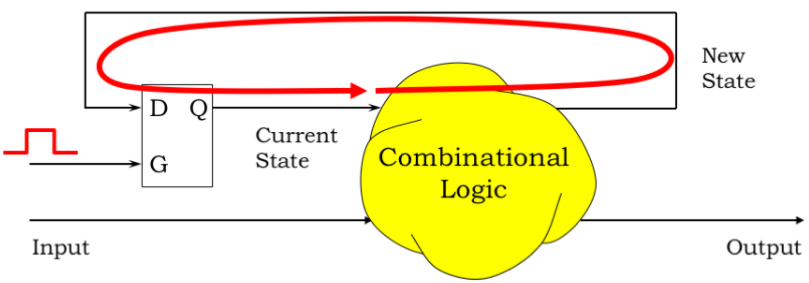 New
State
D Q
Current
State
G
Combinational
Logic
Input
Output